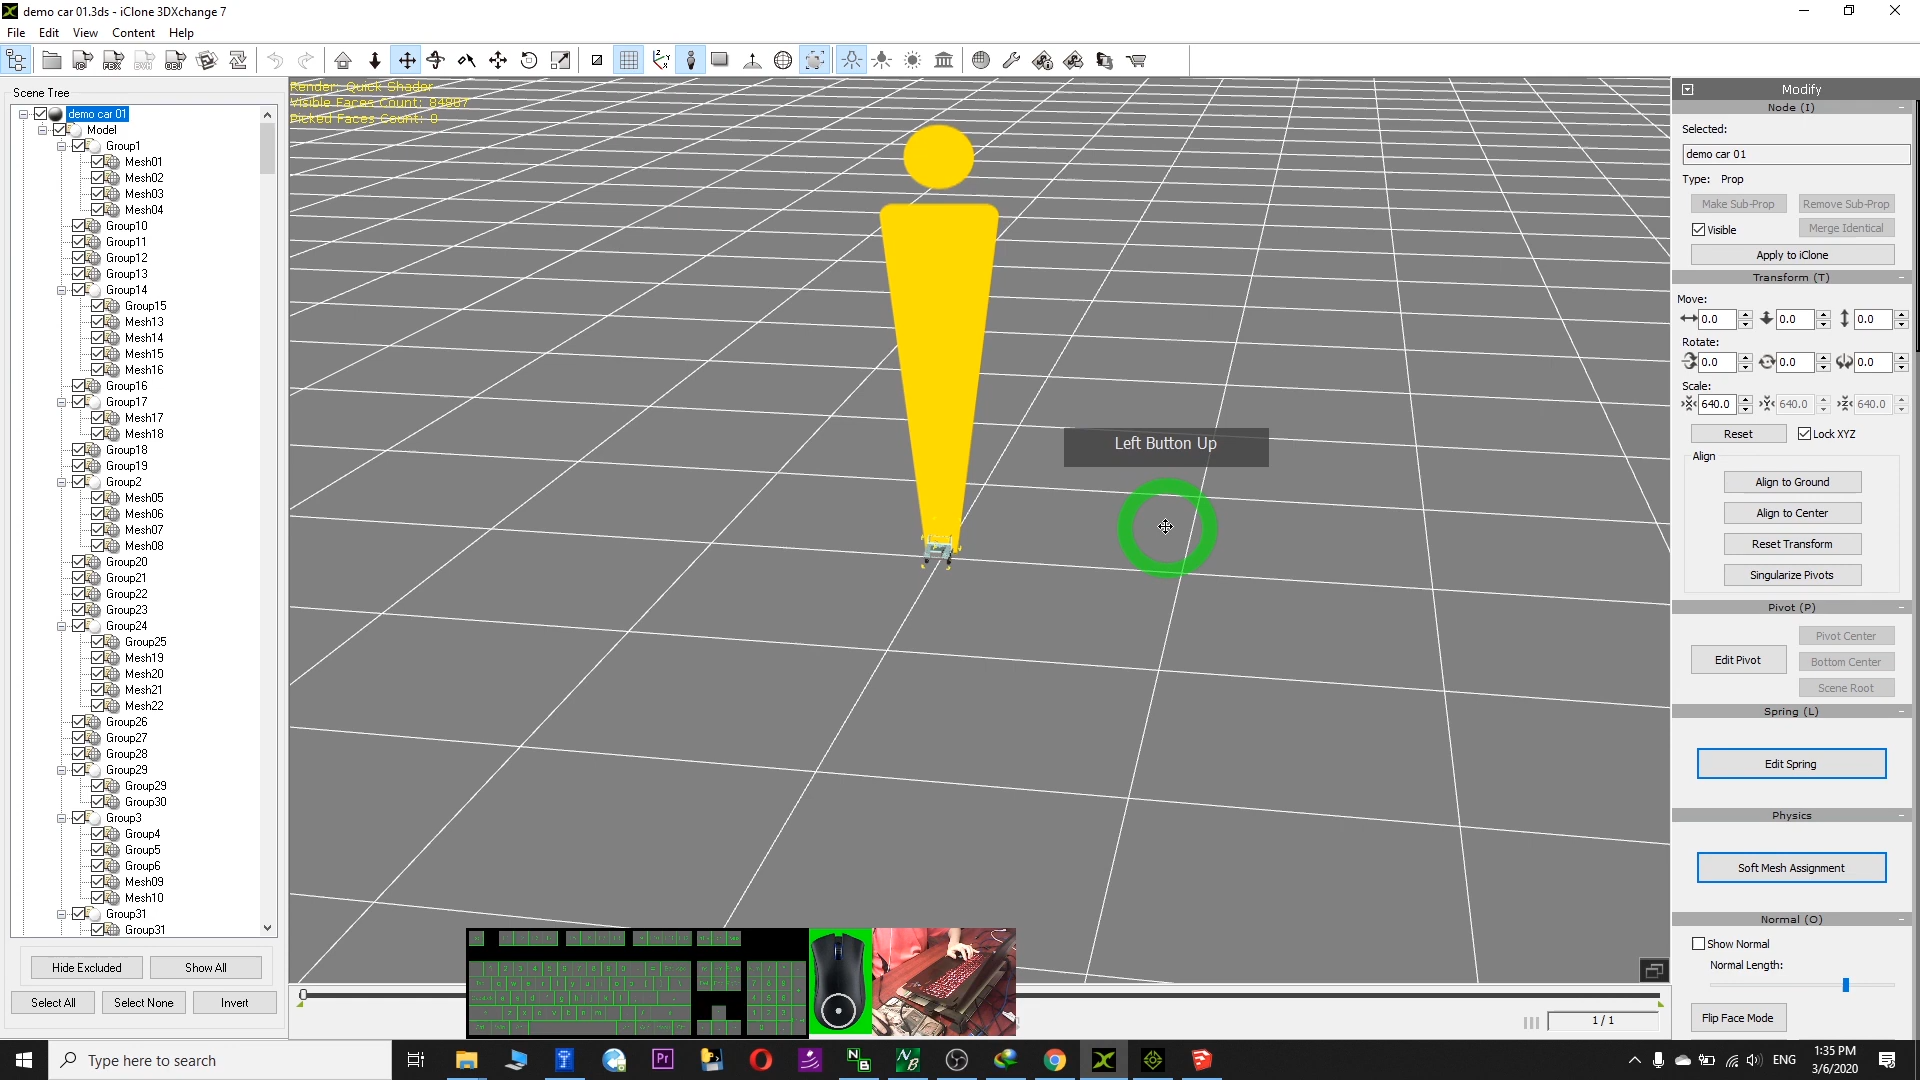 demo car 01.3ds - iClone 3DXchange 7
File Edit View Content Help
Scene Tree
demo car 01
Model
Group1
Mesh01
Mesh02
Mesh03
Mesh04
Group10
Group11
Group12
Group13
Group14
Group15
Mesh13
Mesh14
Mesh15
Mesh16
Group16
Group17
Mesh17
Mesh18
Group18
Group19
Group2
Mesh05
Mesh06
Mesh07
Mesh08
Group20
Group21
Group22
Group23
Group24
Group25
Mesh19
Mesh20
Mesh21
Mesh22
Group26
Group27
Group28
Group29
Group29
Group30
Group3
Group4
Group5
Group6
Mesh09
Mesh10
Group31
Group31
Hide Excluded Show All
Select All Select None Invert
Render: Quick Shader
Visible Faces Count: 84987
Picked Faces Count: 0
Left Button Up
Modify
Node (I)
Selected:
demo car 01
Type: Prop
Make Sub-Prop Remove Sub-Prop
Visible Merge Identical
Apply to iClone
Transform (T)
Move:
0.0 0.0 0.0
Rotate:
0.0 0.0 0.0
Scale:
640.0 640.0 640.0
Reset Lock XYZ
Align
Align to Ground
Align to Center
Reset Transform
Singularize Pivots
Pivot (P)
Pivot Center
Edit Pivot Bottom Center
Scene Root
Spring (L)
Edit Spring
Physics
Soft Mesh Assignment
Normal (O)
Show Normal
Normal Length:
Flip Face Mode
1 / 1
Type here to search
ENG
1:35 PM
3/6/2020